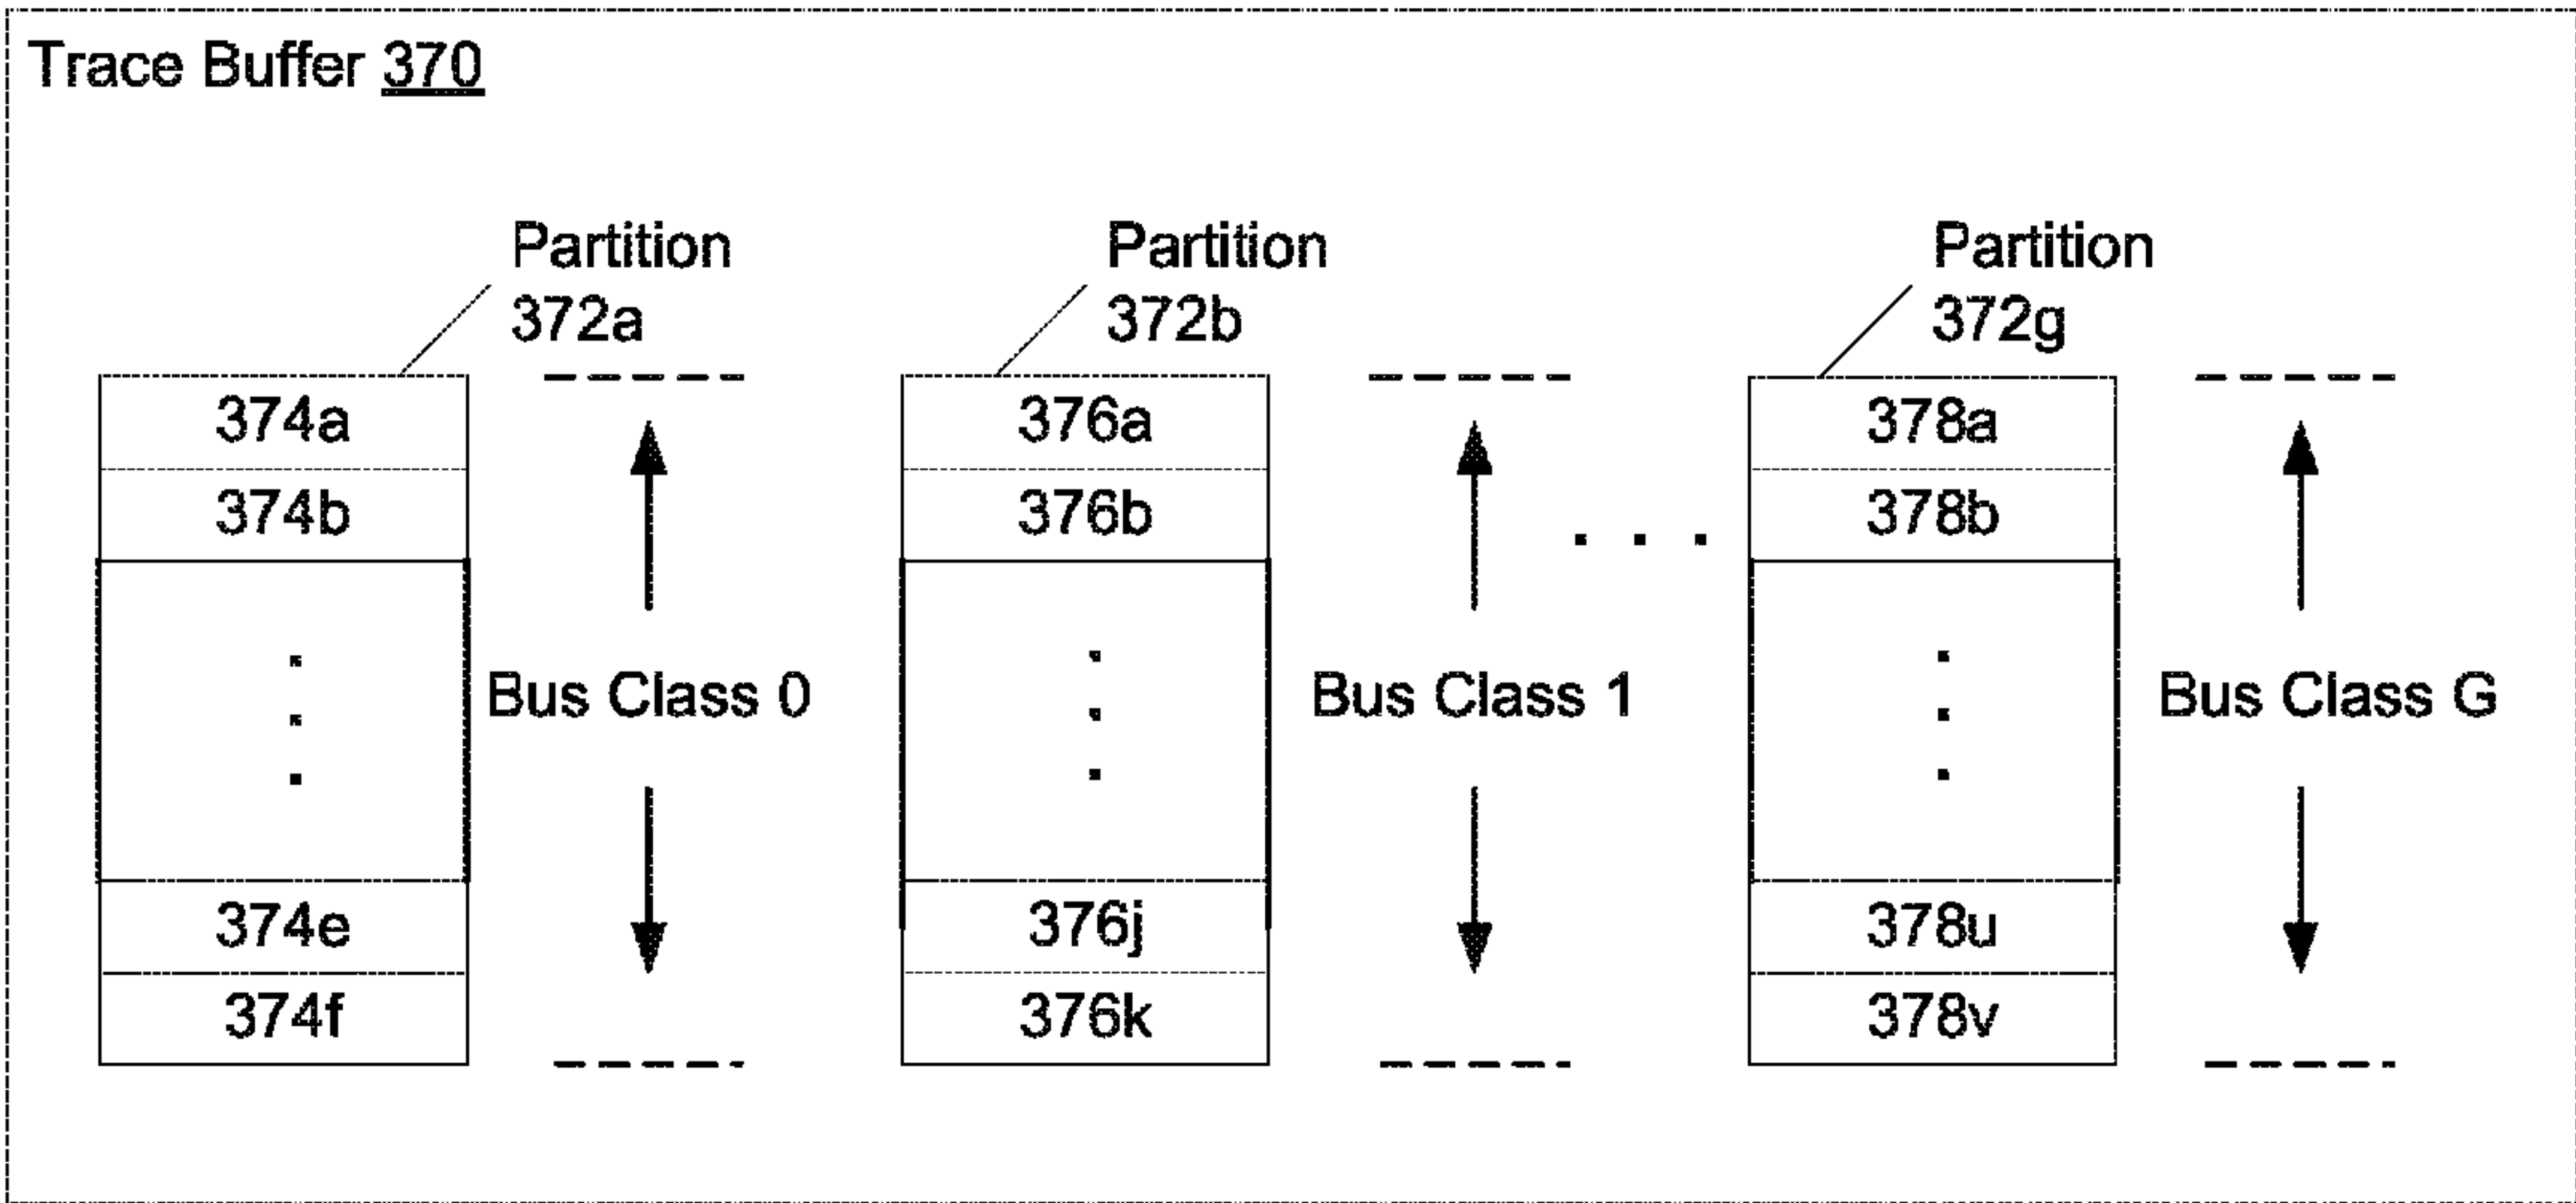 Trace Buffer 370
Partition
372a
Partition
372b
Partition
372g
374a
374b
374e
374f
Bus Class 0
376a
376b
376j
376k
Bus Class 1
. . .
378a
378b
378u
378v
Bus Class G